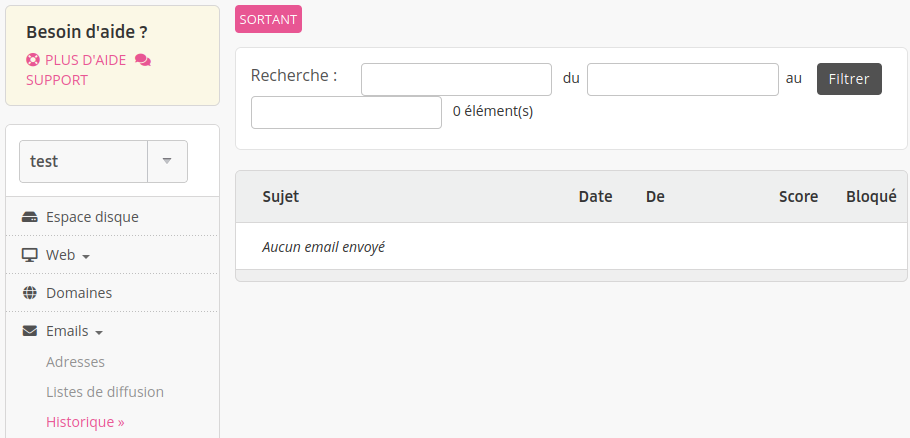 Besoin d'aide ?
PLUS D'AIDE
SUPPORT
test
Espace disque
Web
Domaines
Emails
Adresses
Listes de diffusion
Historique »
SORTANT
Recherche : du au Filtrer
0 élément(s)
Sujet Date De Score Bloqué
Aucun email envoyé